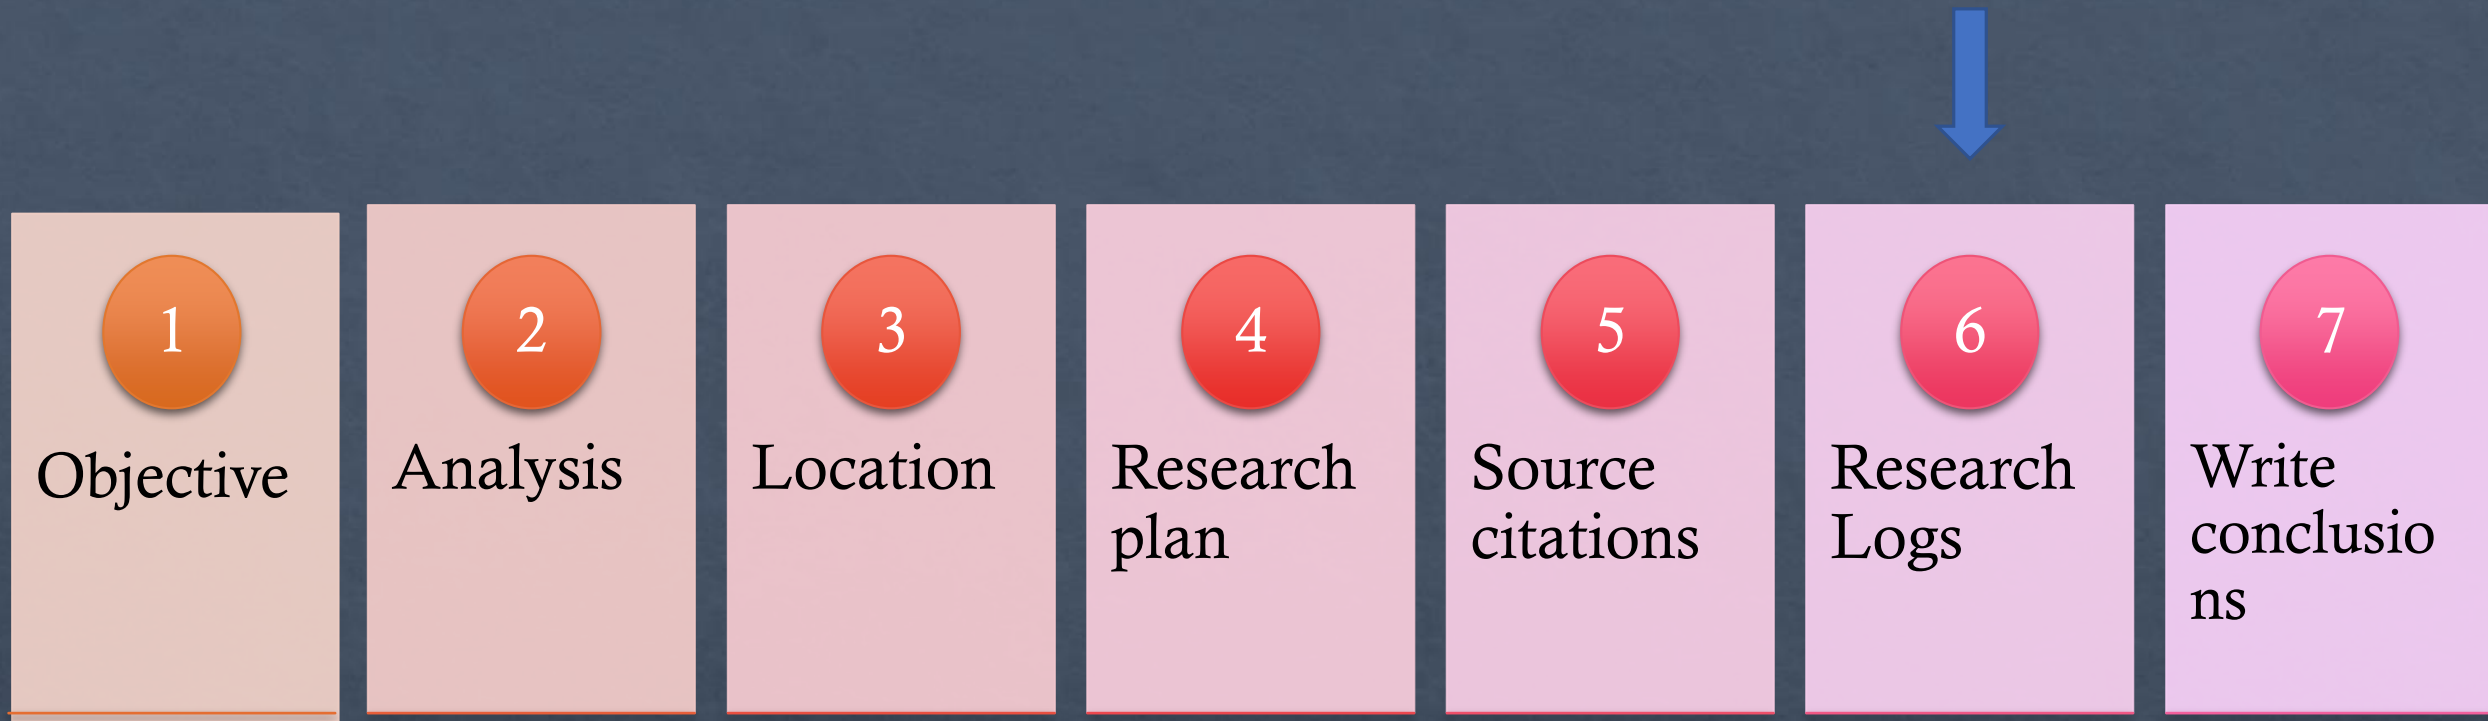 1
Objective
2
Analysis
3
Location
4
Research
plan
5
Source
citations
6
Research
Logs
7
Write
conclusio
ns